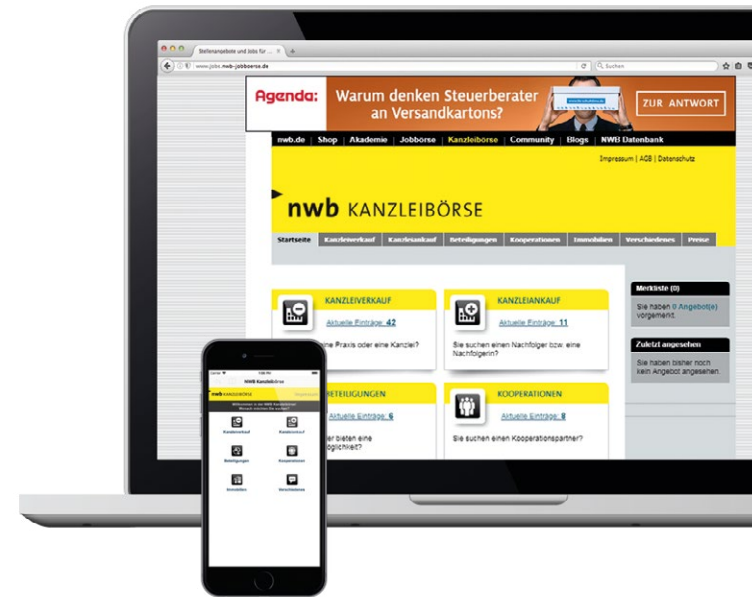 Stellenangebote und Jobs für ...
www.jobs.nwb-jobboerse.de
Suchen
Agenda:
Warum denken Steuerberater
an Versandkartons?
ZUR ANTWORT
nwb.de | Shop | Akademie | Jobbörse | Kanzleibörse | Community | Blogs | NWB Datenbank
Impressum | AGB | Datenschutz
nwb KANZLEIBÖRSE
Startseite Kanzleiverkauf Kanzleiankauf Beteiligungen Kooperationen Immobilien Verschiedenes Preise
KANZLEIVERKAUF
Aktuelle Einträge: 42
ine Praxis oder eine Kanzlei?
KANZLEIANKAUF
Aktuelle Einträge: 11
Sie suchen einen Nachfolger bzw. eine
Nachfolgerin?
Merkliste (0)
Sie haben 0 Angebot(e)
vorgemerkt.
Zuletzt angesehen
Sie haben bisher noch
kein Angebot angesehen.
BETEILIGUNGEN
Aktuelle Einträge: 6
er bieten eine
öglichkeit?
KOOPERATIONEN
Aktuelle Einträge: 8
Sie suchen einen Kooperationspartner?
NWB Kanzleibörse
nwb KANZLEIBÖRSE
Impressum
Kanzleiverkauf
Kanzleiankauf
Beteiligungen
Kooperationen
Immobilien
Verschiedenes